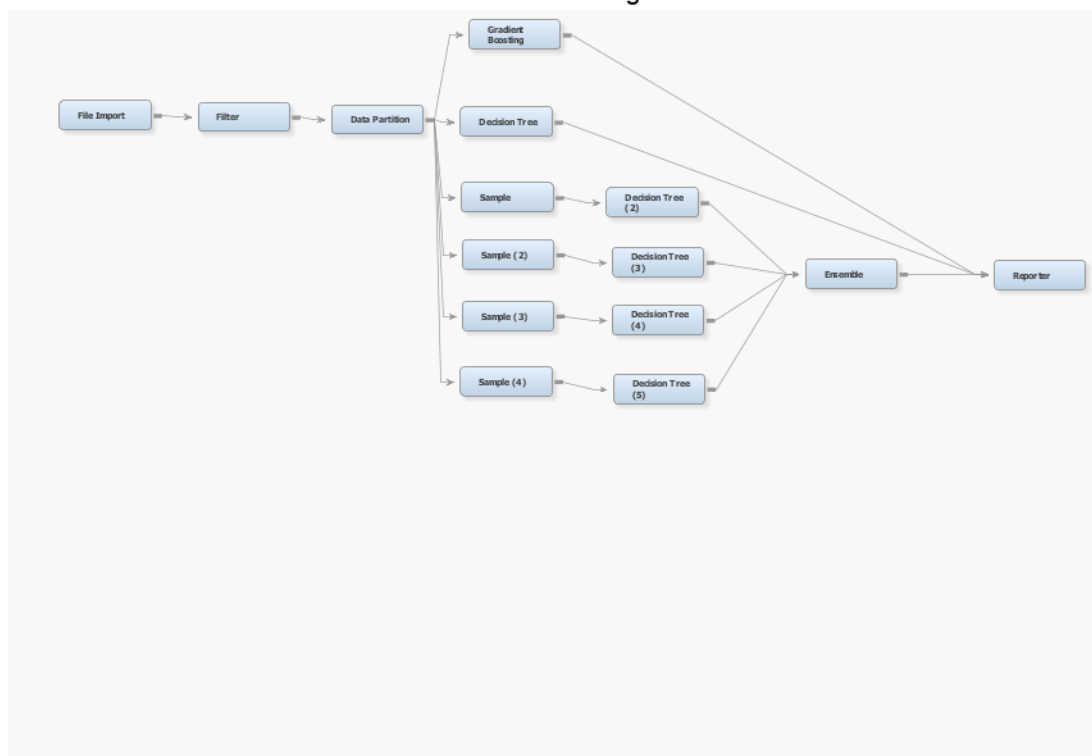 Gradient
Boosting
File Import
Filter
Data Partition
Decision Tree
Sample
Decision Tree
(2)
Sample (2)
Decision Tree
(3)
Ensemble
Reporter
Sample (3)
Decision Tree
(4)
Sample (4)
Decision Tree
(5)